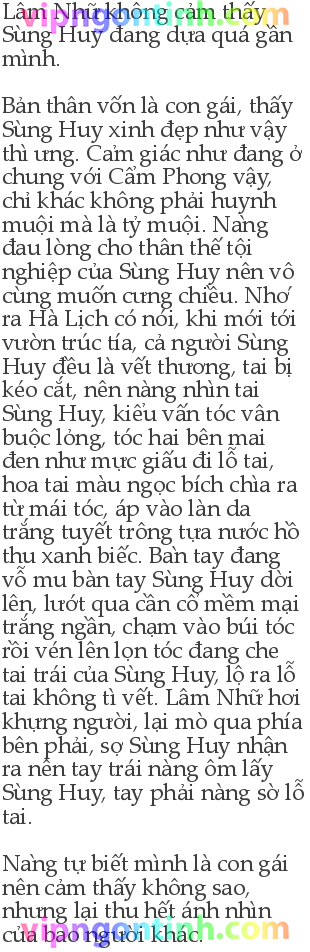 Lâm Nhữ không cảm thấy
vipngontinh.com
Sùng Huy đang dựa quá gần
mình.
Bản thân vốn là con gái, thấy
Sùng Huy xinh đẹp như vậy
thì ưng. Cảm giác như đang ở
chung với Cẩm Phong vậy,
chỉ khác không phải huynh
muội mà là tỷ muội. Nàng
đau lòng cho thân thế tội
nghiệp của Sùng Huy nên vô
cùng muốn cưng chiều. Nhớ
ra Hà Lịch có nói, khi mới tới
vườn trúc tía, cả người Sùng
Huy đều là vết thương, tai bị
kéo cắt, nên nàng nhìn tai
Sùng Huy, kiểu vấn tóc vân
buộc lỏng, tóc hai bên mai
đen như mực giấu đi lỗ tai,
hoa tai màu ngọc bích chìa ra
từ mái tóc, áp vào làn da
trắng tuyết trông tựa nước hồ
thu xanh biếc. Bàn tay đang
vỗ mu bàn tay Sùng Huy dời
lên, lướt qua cần cổ mềm mại
trắng ngần, chạm vào búi tóc
rồi vén lên lọn tóc đang che
tai trái của Sùng Huy, lộ ra lỗ
tai không tì vết. Lâm Nhữ hơi
khựng người, lại mò qua phía
bên phải, sợ Sùng Huy nhận
ra nên tay trái nàng ôm lấy
Sùng Huy, tay phải nàng sờ lỗ
tai.
Nàng tự biết mình là con gái
nên cảm thấy không sao,
nhưng lại thu hết ánh nhìn
vipngontinh.com
của bao người khác.